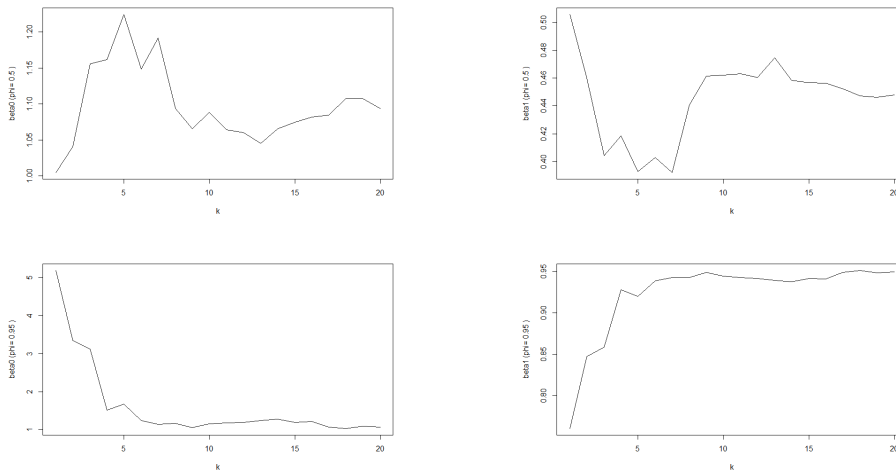 beta0 (phi= 0.5 )
1.00 1.05 1.10 1.15 1.20
5 10 15 20
k
beta1 (phi= 0.5 )
0.40 0.42 0.44 0.46 0.48 0.50
5 10 15 20
k
beta0 (phi= 0.95 )
1 2 3 4 5
5 10 15 20
k
beta1 (phi= 0.95 )
0.80 0.85 0.90 0.95
5 10 15 20
k